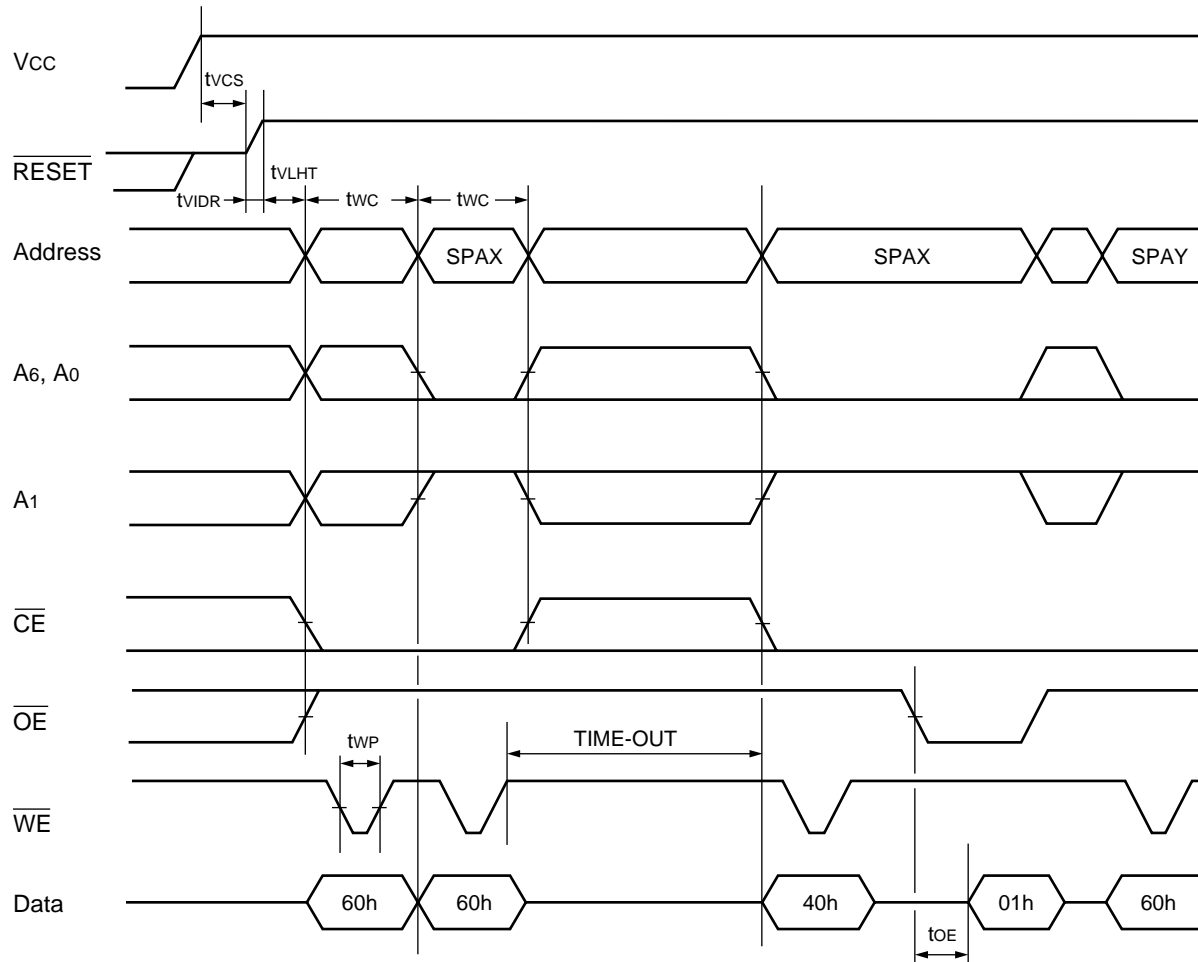 VCC
tVCS
RESET
tVLHT
tVIDR
tWC
tWC
Address
SPAX
SPAX
SPAY
A6, A0
A1
CE
OE
TIME-OUT
tWP
WE
Data
60h
60h
40h
01h
60h
tOE